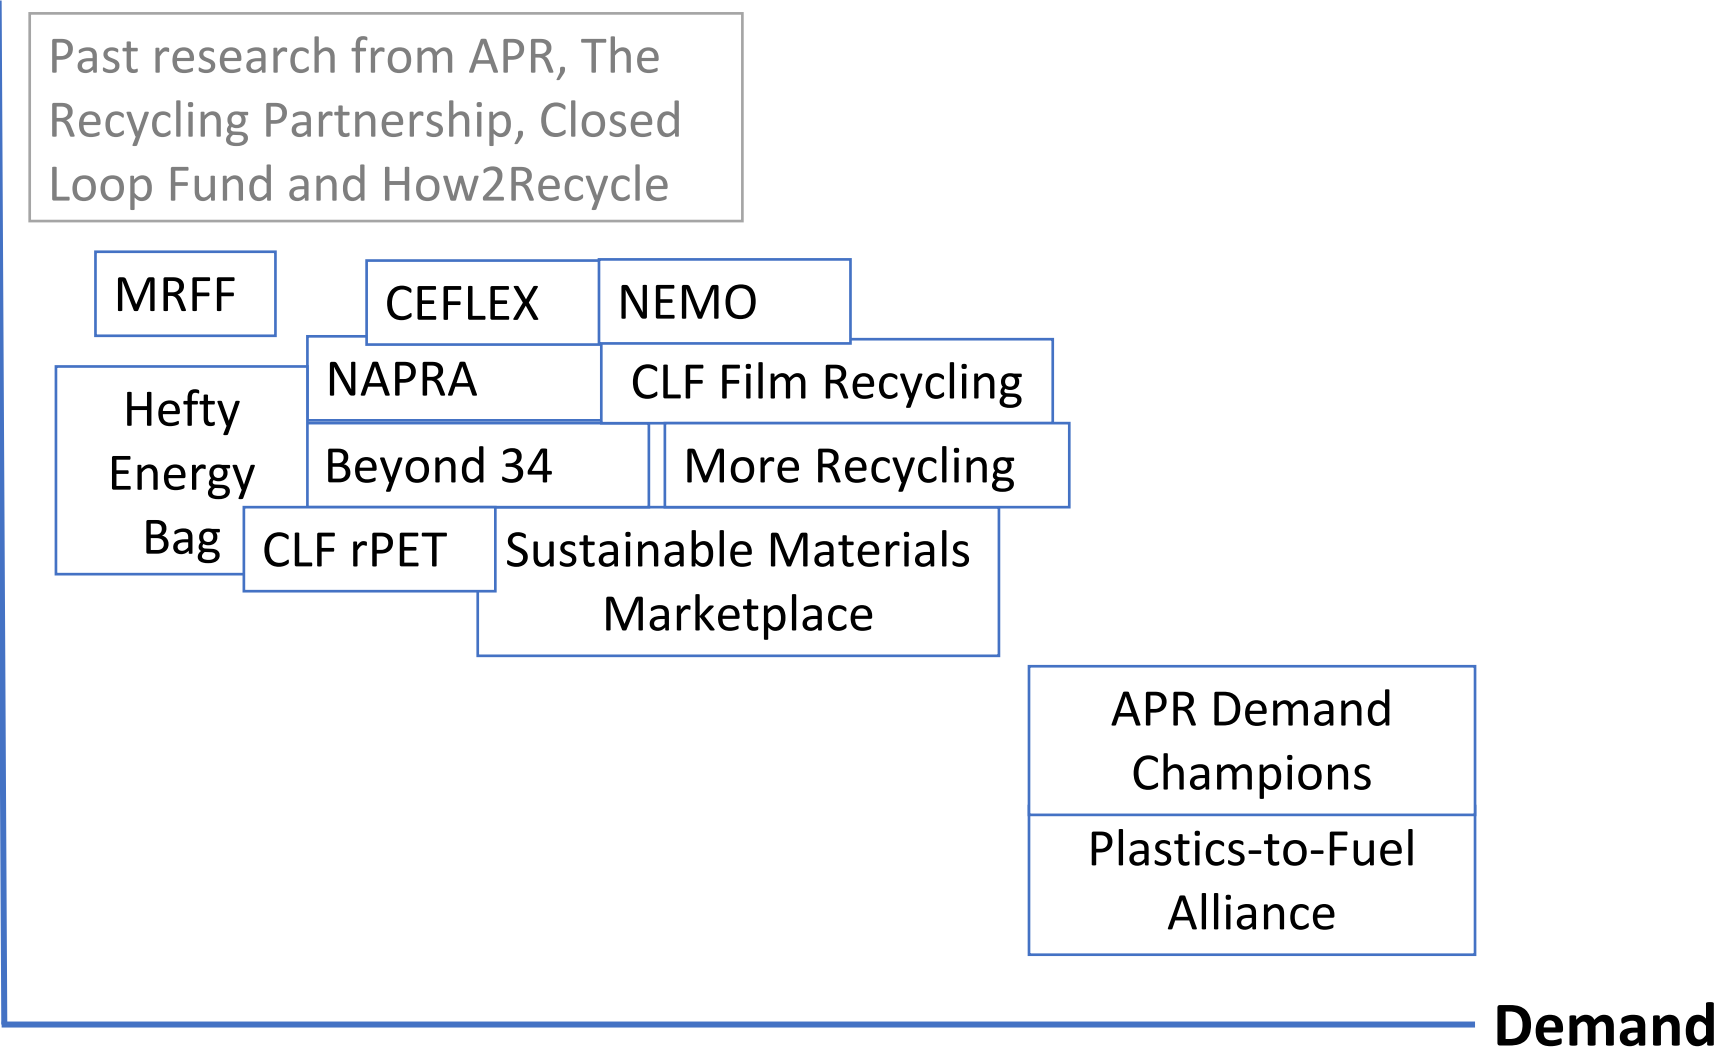 Past research from APR, The
Recycling Partnership, Closed
Loop Fund and How2Recycle
MRFF
CEFLEX
NEMO
NAPRA
CLF Film Recycling
Hefty
Energy
Bag
Beyond 34
More Recycling
CLF rPET
Sustainable Materials
Marketplace
APR Demand
Champions
Plastics-to-Fuel
Alliance
Demand